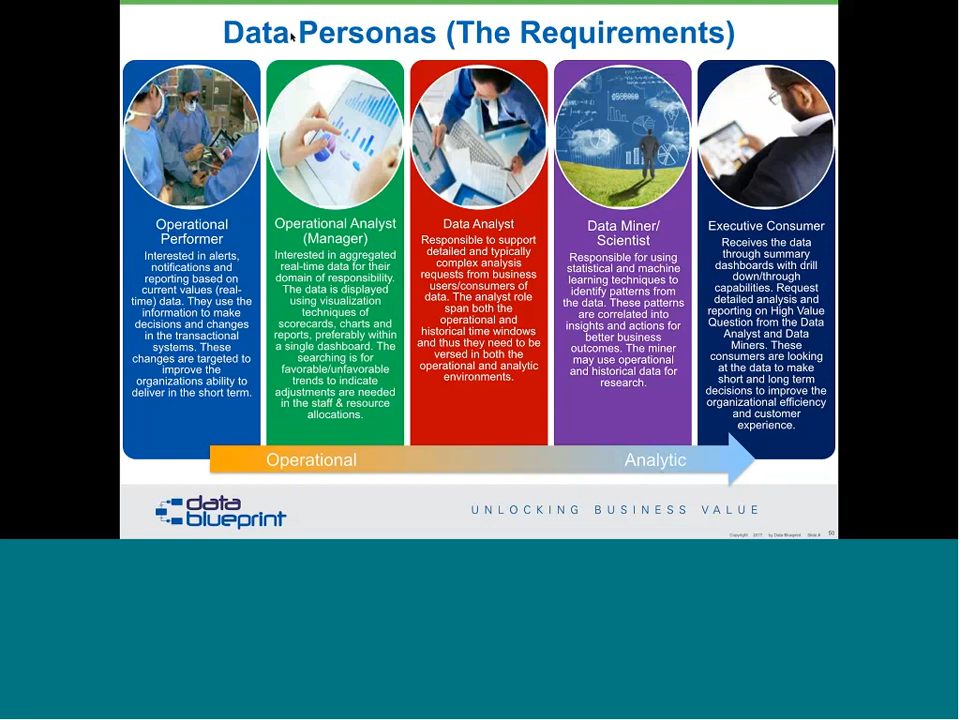 Data Personas (The Requirements)
Operational
Performer
Interested in alerts,
notifications and
reporting based on
current values (real-
time) data. They use the
information to make
decisions and changes
in the transactional
systems. These
changes are targeted to
improve the
organizations ability to
deliver in the short term.
Operational Analyst
(Manager)
Interested in aggregated
real-time data for their
domain of responsibility.
The data is displayed
using visualization
techniques of
scorecards, charts and
reports, preferably within
a single dashboard. The
searching is for
favorable/unfavorable
trends to indicate
adjustments are needed
in the staff & resource
allocations.
Data Analyst
Responsible to support
detailed and typically
complex analysis
requests from business
users/consumers of
data. The analyst role
span both the
operational and
historical time windows
and thus they need to be
versed in both the
operational and analytic
environments.
Data Miner/
Scientist
Responsible for using
statistical and machine
learning techniques to
identify patterns from
the data. These patterns
are correlated into
insights and actions for
better business
outcomes. The miner
may use operational
and historical data for
research.
Executive Consumer
Receives the data
through summary
dashboards with drill
down/through
capabilities. Request
detailed analysis and
reporting on High Value
Question from the Data
Analyst and Data
Miners. These
consumers are looking
at the data to make
short and long term
decisions to improve the
organizational efficiency
and customer
experience.
Operational
Analytic
data
blueprint
UNLOCKING BUSINESS VALUE
Copyright 2017 by Data Blueprint Slide #
50